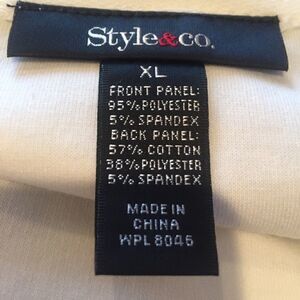 Style&co.
XL
FRONT PANEL:
95% POLYESTER
5% SPANDEX
BACK PANEL:
57% COTTON
38% POLYESTER
5% SPANDEX
MADE IN
CHINA
WPL 8046